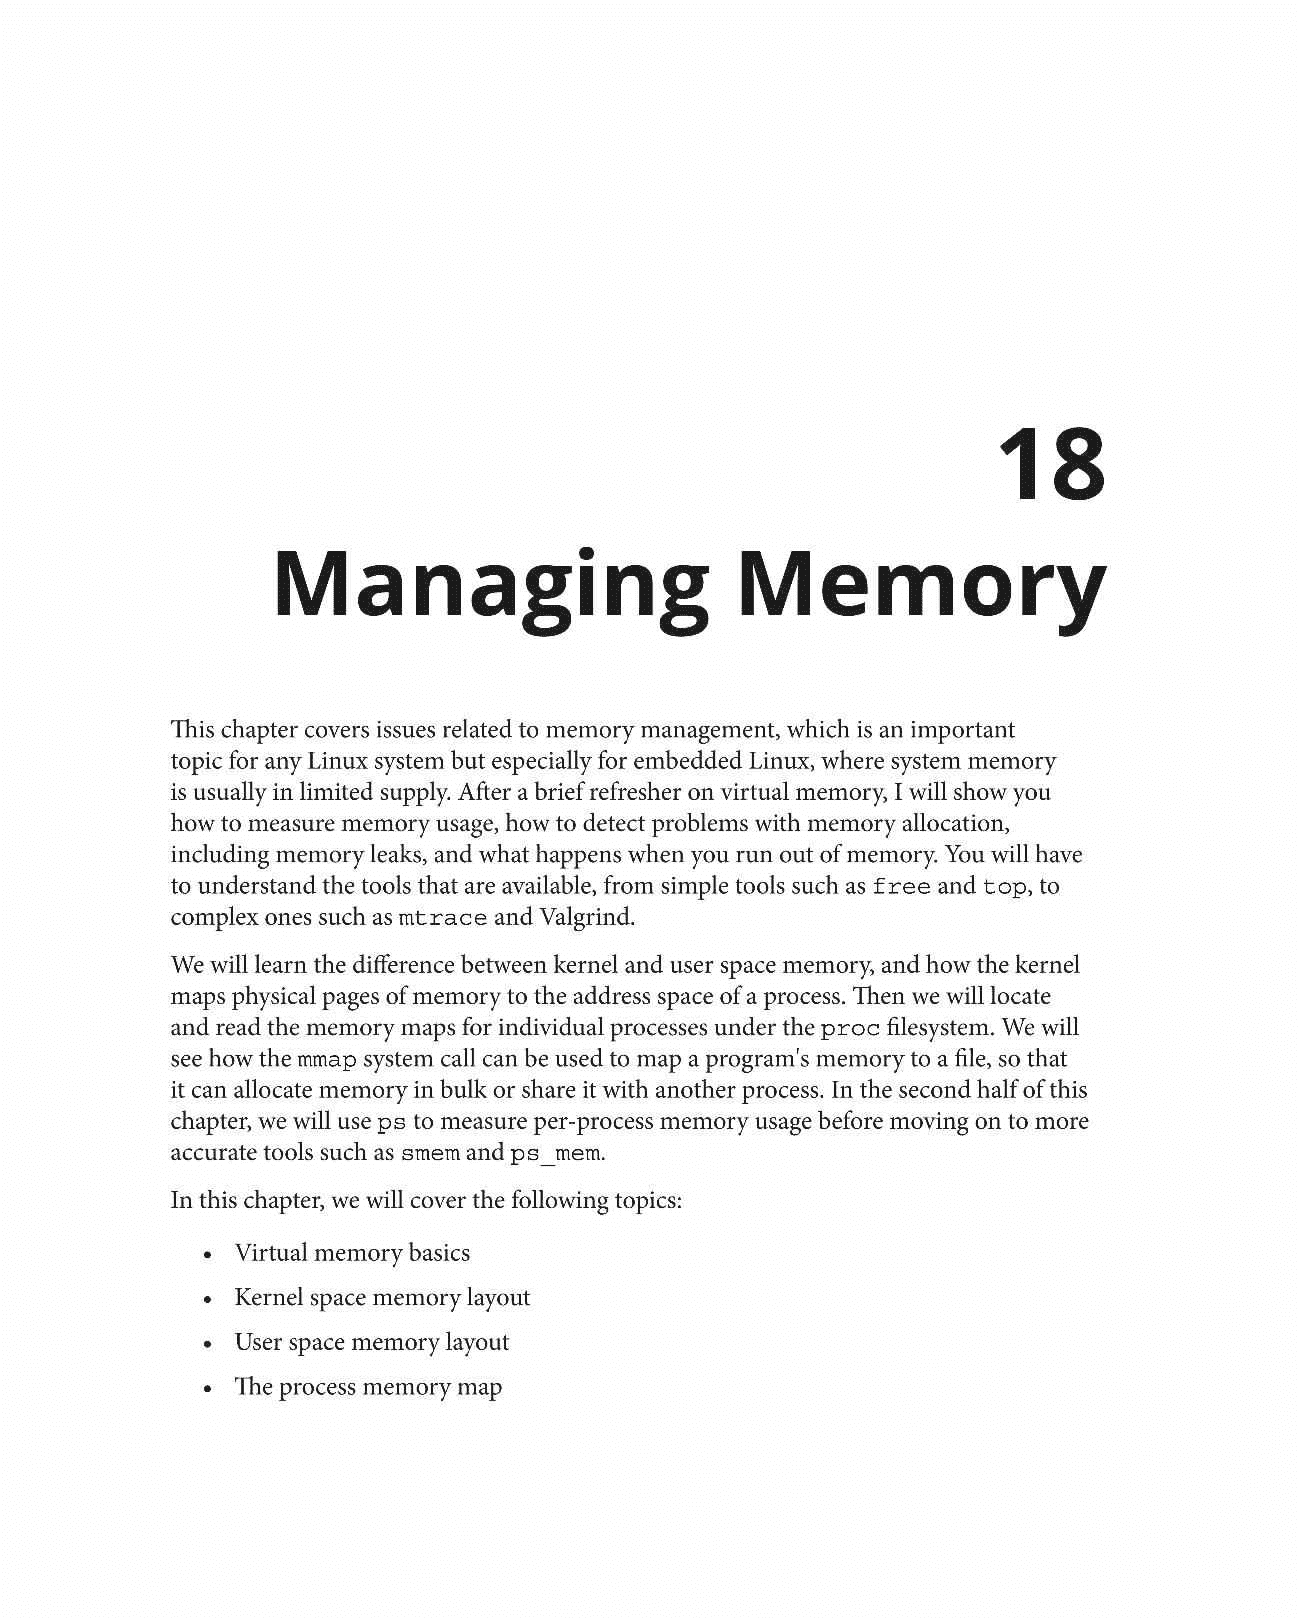 18
Managing Memory
This chapter covers issues related to memory management, which is an important
topic for any Linux system but especially for embedded Linux, where system memory
is usually in limited supply. After a brief refresher on virtual memory, I will show you
how to measure memory usage, how to detect problems with memory allocation,
including memory leaks, and what happens when you run out of memory. You will have
to understand the tools that are available, from simple tools such as free and top, to
complex ones such as mtrace and Valgrind.
We will learn the difference between kernel and user space memory, and how the kernel
maps physical pages of memory to the address space of a process. Then we will locate
and read the memory maps for individual processes under the proc filesystem. We will
see how the mmap system call can be used to map a program's memory to a file, so that
it can allocate memory in bulk or share it with another process. In the second half of this
chapter, we will use ps to measure per-process memory usage before moving on to more
accurate tools such as smem and ps_mem.
In this chapter, we will cover the following topics:
• Virtual memory basics
• Kernel space memory layout
• User space memory layout
• The process memory map